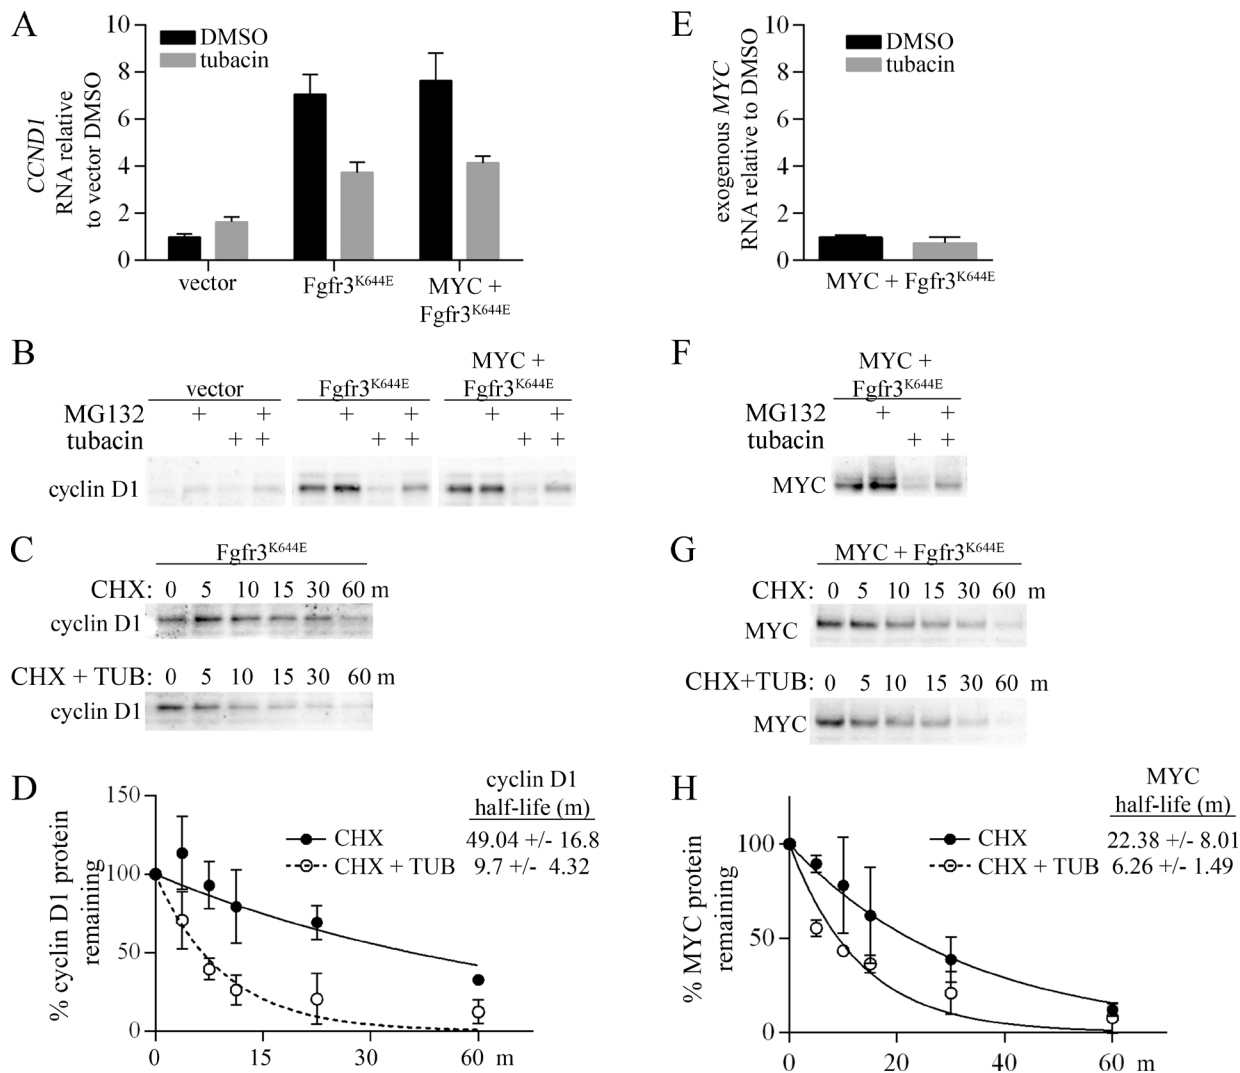 A
CCND1
RNA relative
to vector DMSO
10
8
6
4
2
0
DMSO
tubacin
vector
Fgfr3K644E
MYC +
Fgfr3K644E
B
vector
Fgfr3K644E
MYC +
Fgfr3K644E
MG132 + + + + + +
tubacin + + + + + +
cyclin D1
C
Fgfr3K644E
CHX: 0 5 10 15 30 60 m
cyclin D1
CHX + TUB: 0 5 10 15 30 60 m
cyclin D1
D
% cyclin D1 protein
remaining
150
100
50
0
0 15 30 60 m
CHX
CHX + TUB
cyclin D1
half-life (m)
49.04 +/- 16.8
9.7 +/- 4.32
E
exogenous MYC
RNA relative to DMSO
10
8
6
4
2
0
DMSO
tubacin
MYC + Fgfr3K644E
F
MYC +
Fgfr3K644E
MG132 + +
tubacin + +
MYC
G
MYC + Fgfr3K644E
CHX: 0 5 10 15 30 60 m
MYC
CHX+TUB: 0 5 10 15 30 60 m
MYC
H
% MYC protein
remaining
100
50
0
0 20 40 60 m
CHX
CHX + TUB
MYC
half-life (m)
22.38 +/- 8.01
6.26 +/- 1.49